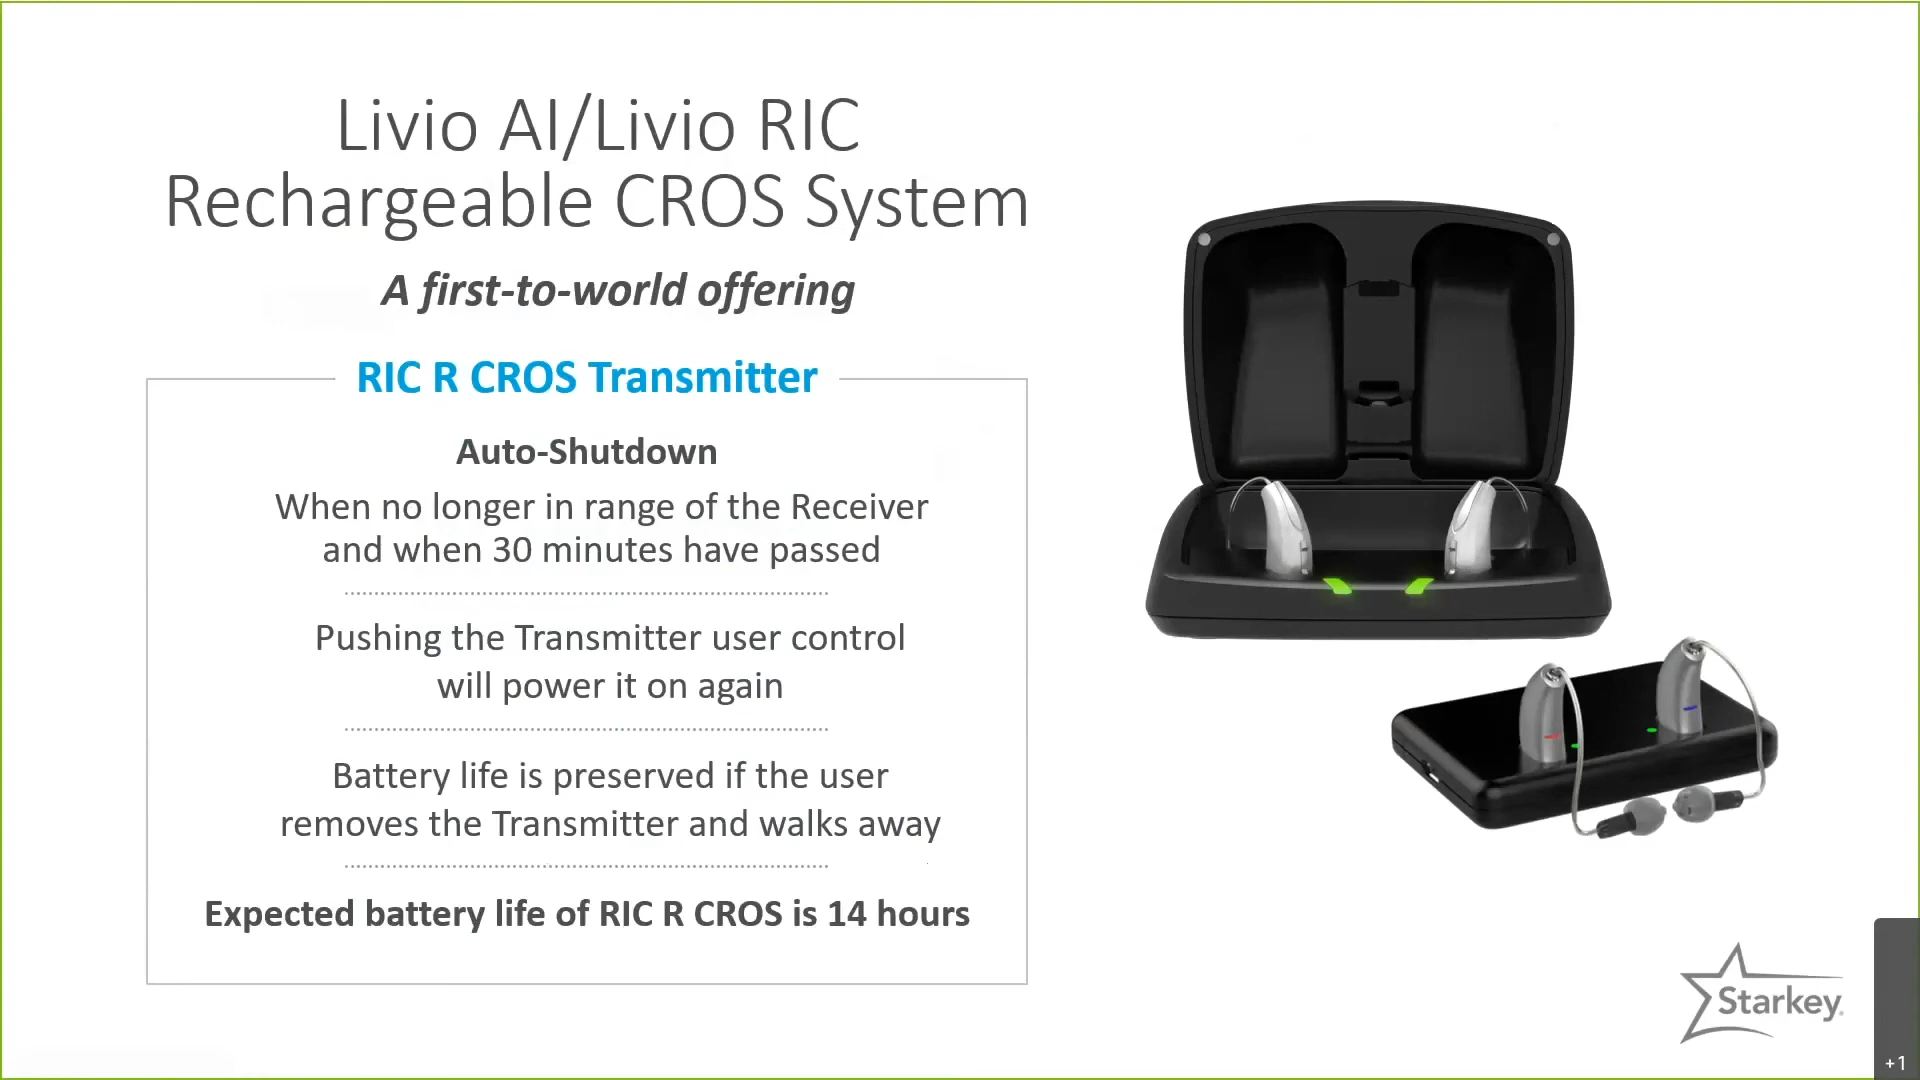 Livio AI/Livio RIC
Rechargeable CROS System
A first-to-world offering
RIC R CROS Transmitter
Auto-Shutdown
When no longer in range of the Receiver
and when 30 minutes have passed
Pushing the Transmitter user control
will power it on again
Battery life is preserved if the user
removes the Transmitter and walks away
Expected battery life of RIC R CROS is 14 hours
Starkey.
+1